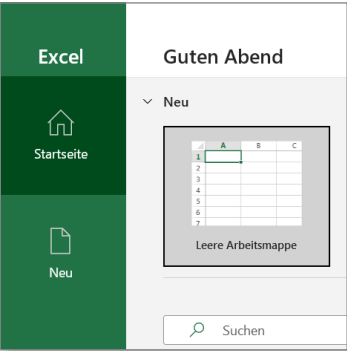 Excel
Guten Abend
Startseite
Neu
Neu
A B C
1
2
3
4
5
6
7
Leere Arbeitsmappe
Suchen